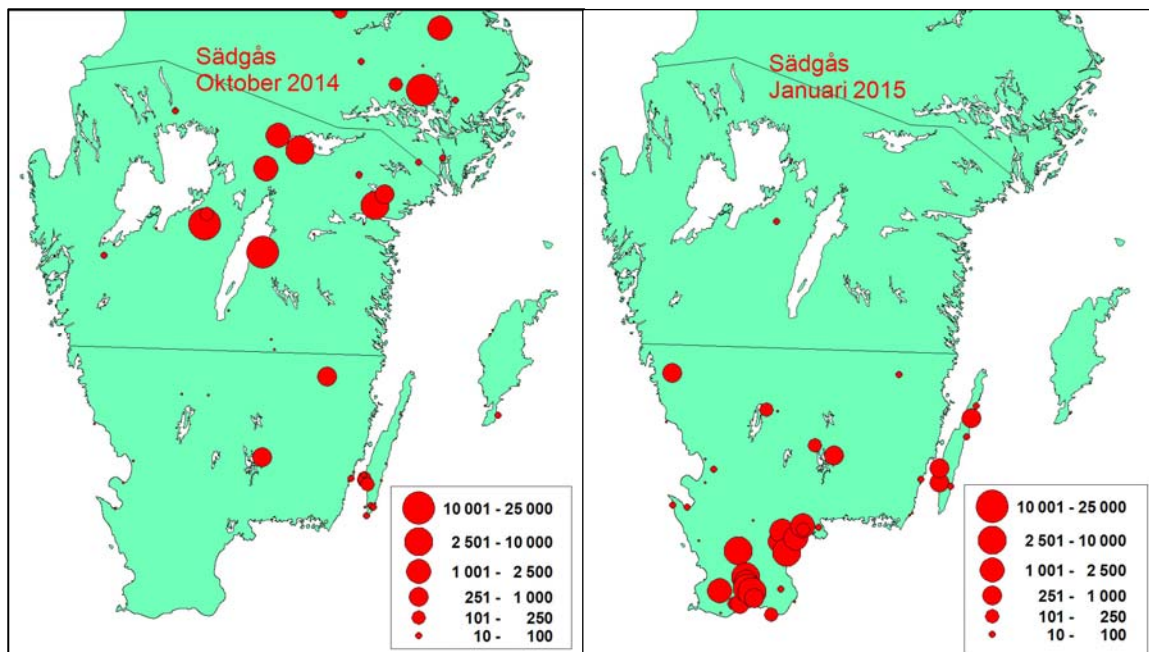 Sädgås
Oktober 2014
10 001 - 25 000
2 501 - 10 000
1 001 - 2 500
251 - 1 000
101 - 250
10 - 100
Sädgås
Januari 2015
10 001 - 25 000
2 501 - 10 000
1 001 - 2 500
251 - 1 000
101 - 250
10 - 100